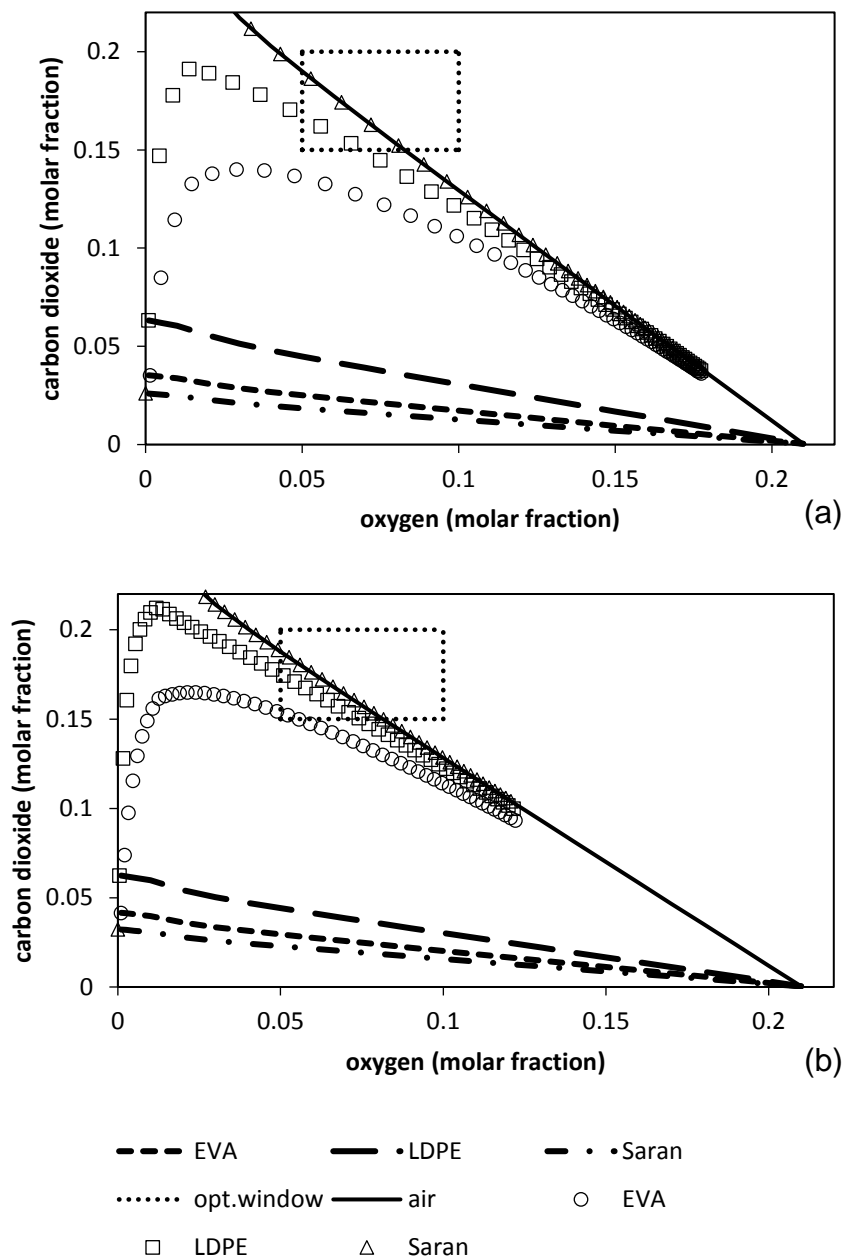 0.2
0.15
0.1
0.05
0
carbon dioxide (molar fraction)
0 0.05 0.1 0.15 0.2
oxygen (molar fraction)
(a)
0.2
0.15
0.1
0.05
0
carbon dioxide (molar fraction)
0 0.05 0.1 0.15 0.2
oxygen (molar fraction)
(b)
EVA LDPE Saran
opt.window air EVA
LDPE Saran